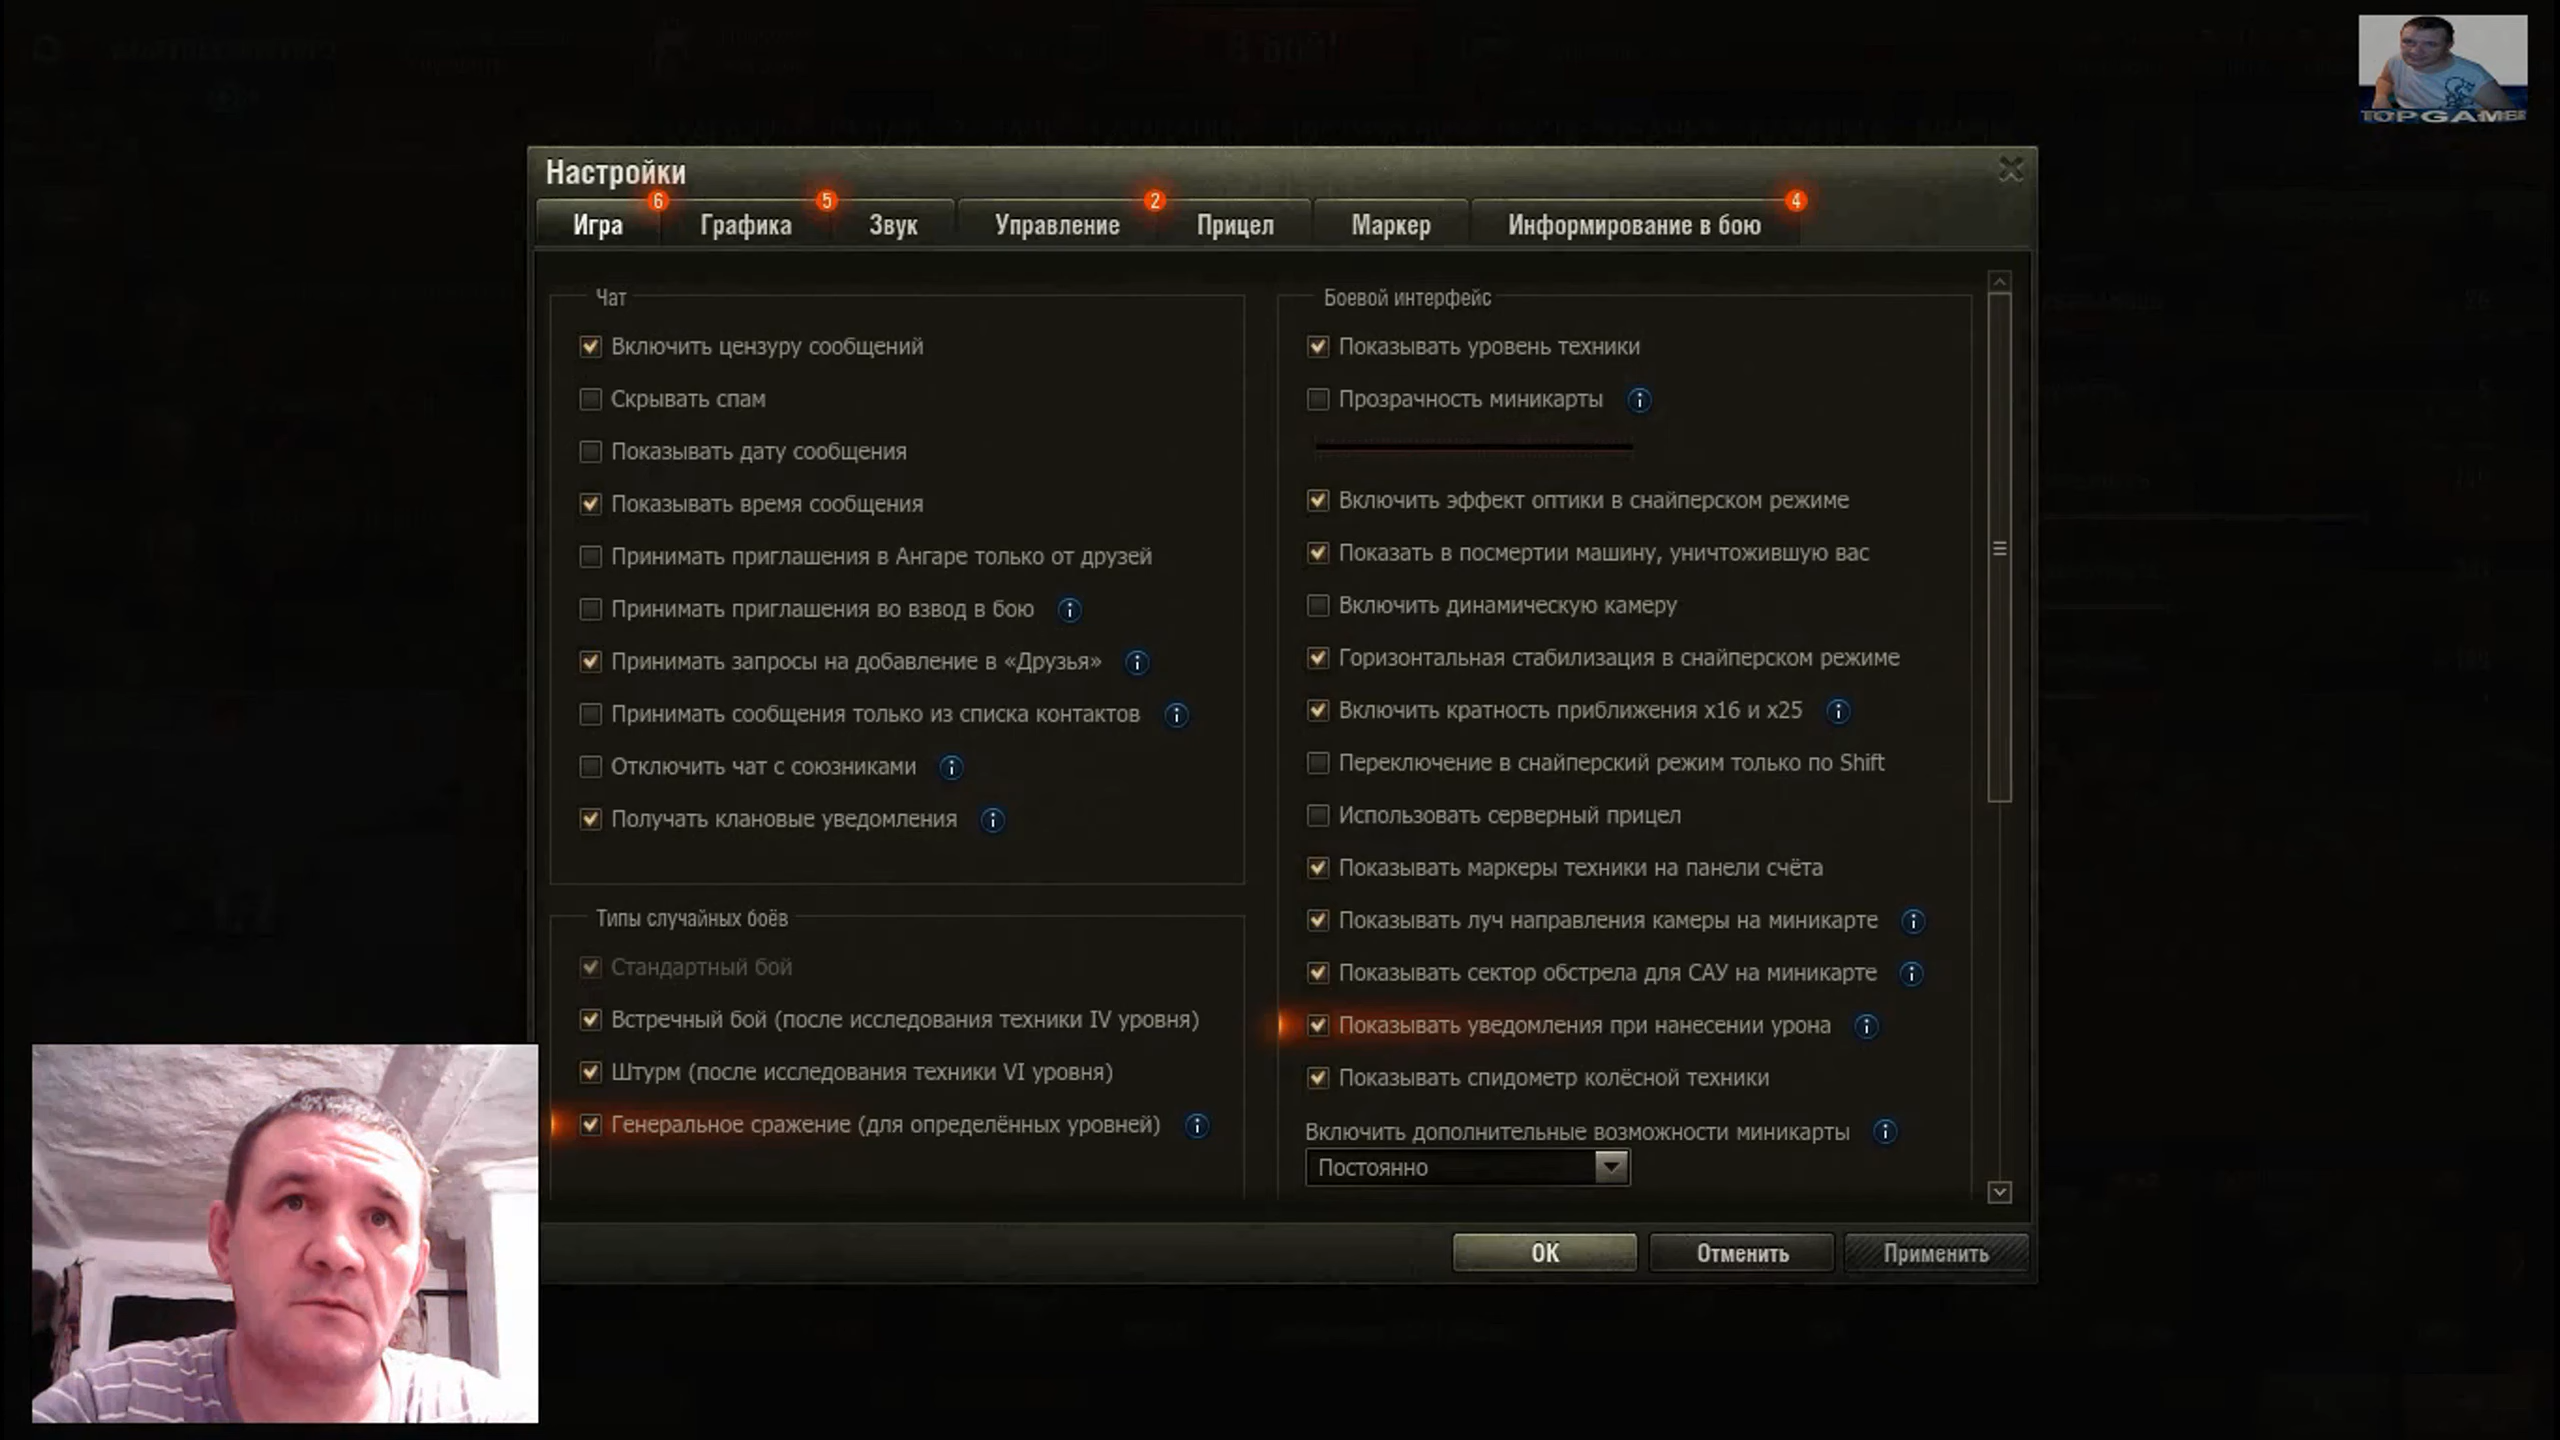 В бой!
TOPGAMER
Настройки
6
5
2
4
Игра
Графика
Звук
Управление
Прицел
Маркер
Информирование в бою
Чат
Включить цензуру сообщений
Скрывать спам
Показывать дату сообщения
Показывать время сообщения
Принимать приглашения в Ангаре только от друзей
Принимать приглашения во взвод в бою
Принимать запросы на добавление в «Друзья»
Принимать сообщения только из списка контактов
Отключить чат с союзниками
Получать клановые уведомления
Типы случайных боёв
Стандартный бой
Встречный бой (после исследования техники IV уровня)
Штурм (после исследования техники VI уровня)
Генеральное сражение (для определённых уровней)
Боевой интерфейс
Показывать уровень техники
Прозрачность миникарты
Включить эффект оптики в снайперском режиме
Показать в посмертии машину, уничтожившую вас
Включить динамическую камеру
Горизонтальная стабилизация в снайперском режиме
Включить кратность приближения х16 и х25
Переключение в снайперский режим только по Shift
Использовать серверный прицел
Показывать маркеры техники на панели счёта
Показывать луч направления камеры на миникарте
Показывать сектор обстрела для САУ на миникарте
Показывать уведомления при нанесении урона
Показывать спидометр колёсной техники
Включить дополнительные возможности миникарты
Постоянно
ОК
Отменить
Применить